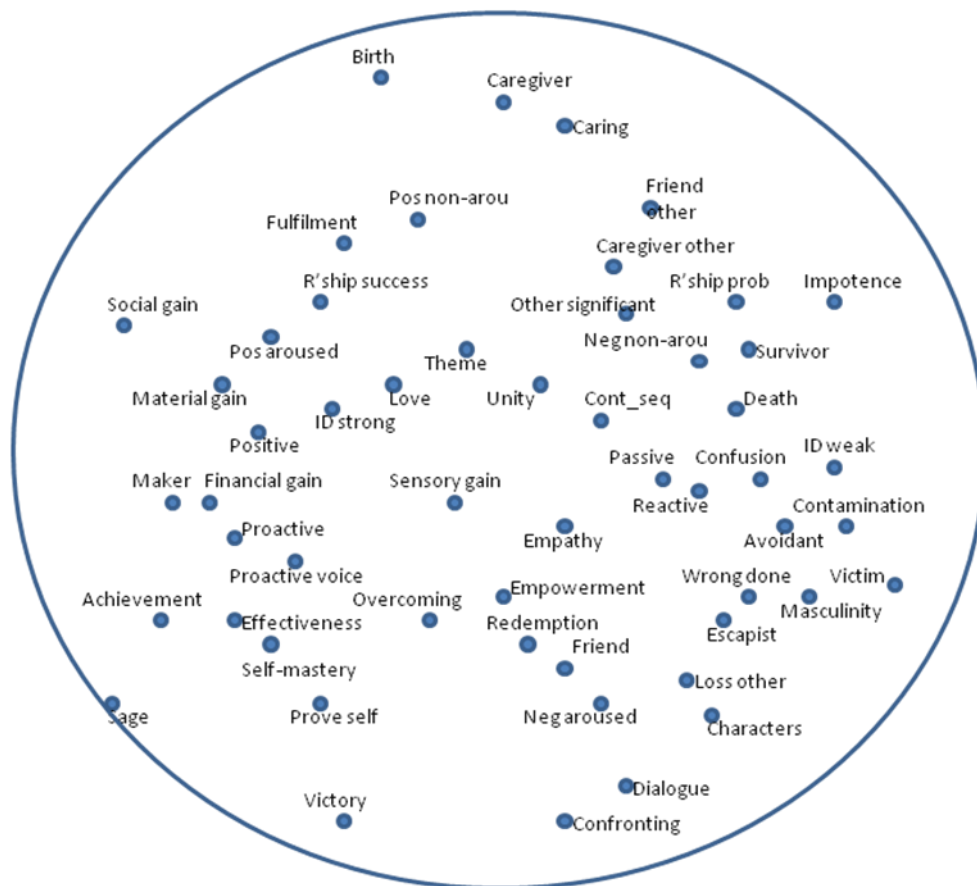 Birth
Caregiver
Caring
Friend
other
Pos non-arou
Fulfilment
Caregiver other
R'ship success
R'ship prob
Impotence
Social gain
Other significant
Pos aroused
Theme
Neg non-arou
Survivor
Material gain
Love
Unity
Cont_seq
Death
ID strong
Positive
ID weak
Passive
Confusion
Maker
Financial gain
Sensory gain
Reactive
Contamination
Proactive
Empathy
Avoidant
Proactive voice
Wrong done
Victim
Achievement
Overcoming
Empowerment
Masculinity
Effectiveness
Redemption
Escapist
Self-mastery
Friend
Loss other
Sage
Prove self
Neg aroused
Characters
Dialogue
Victory
Confronting